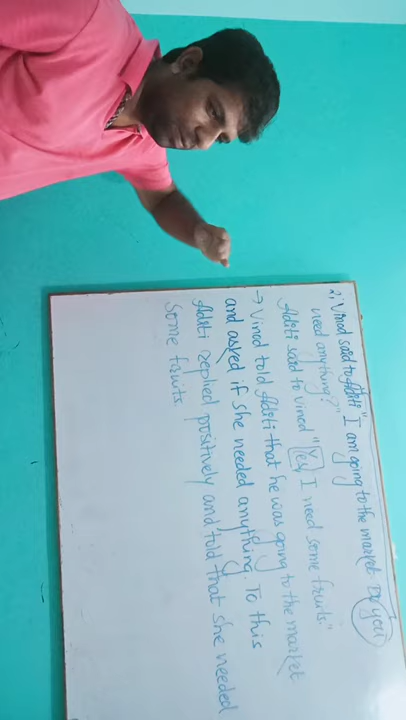 2) Vinod said to Aditi "I am going to the market. Do you
need anything?"
Aditi said to Vinod "Yes, I need some fruits."
→ Vinod told Aditi that he was going to the market
and asked if she needed anything. To this
Aditi replied positively and told that she needed
some fruits.